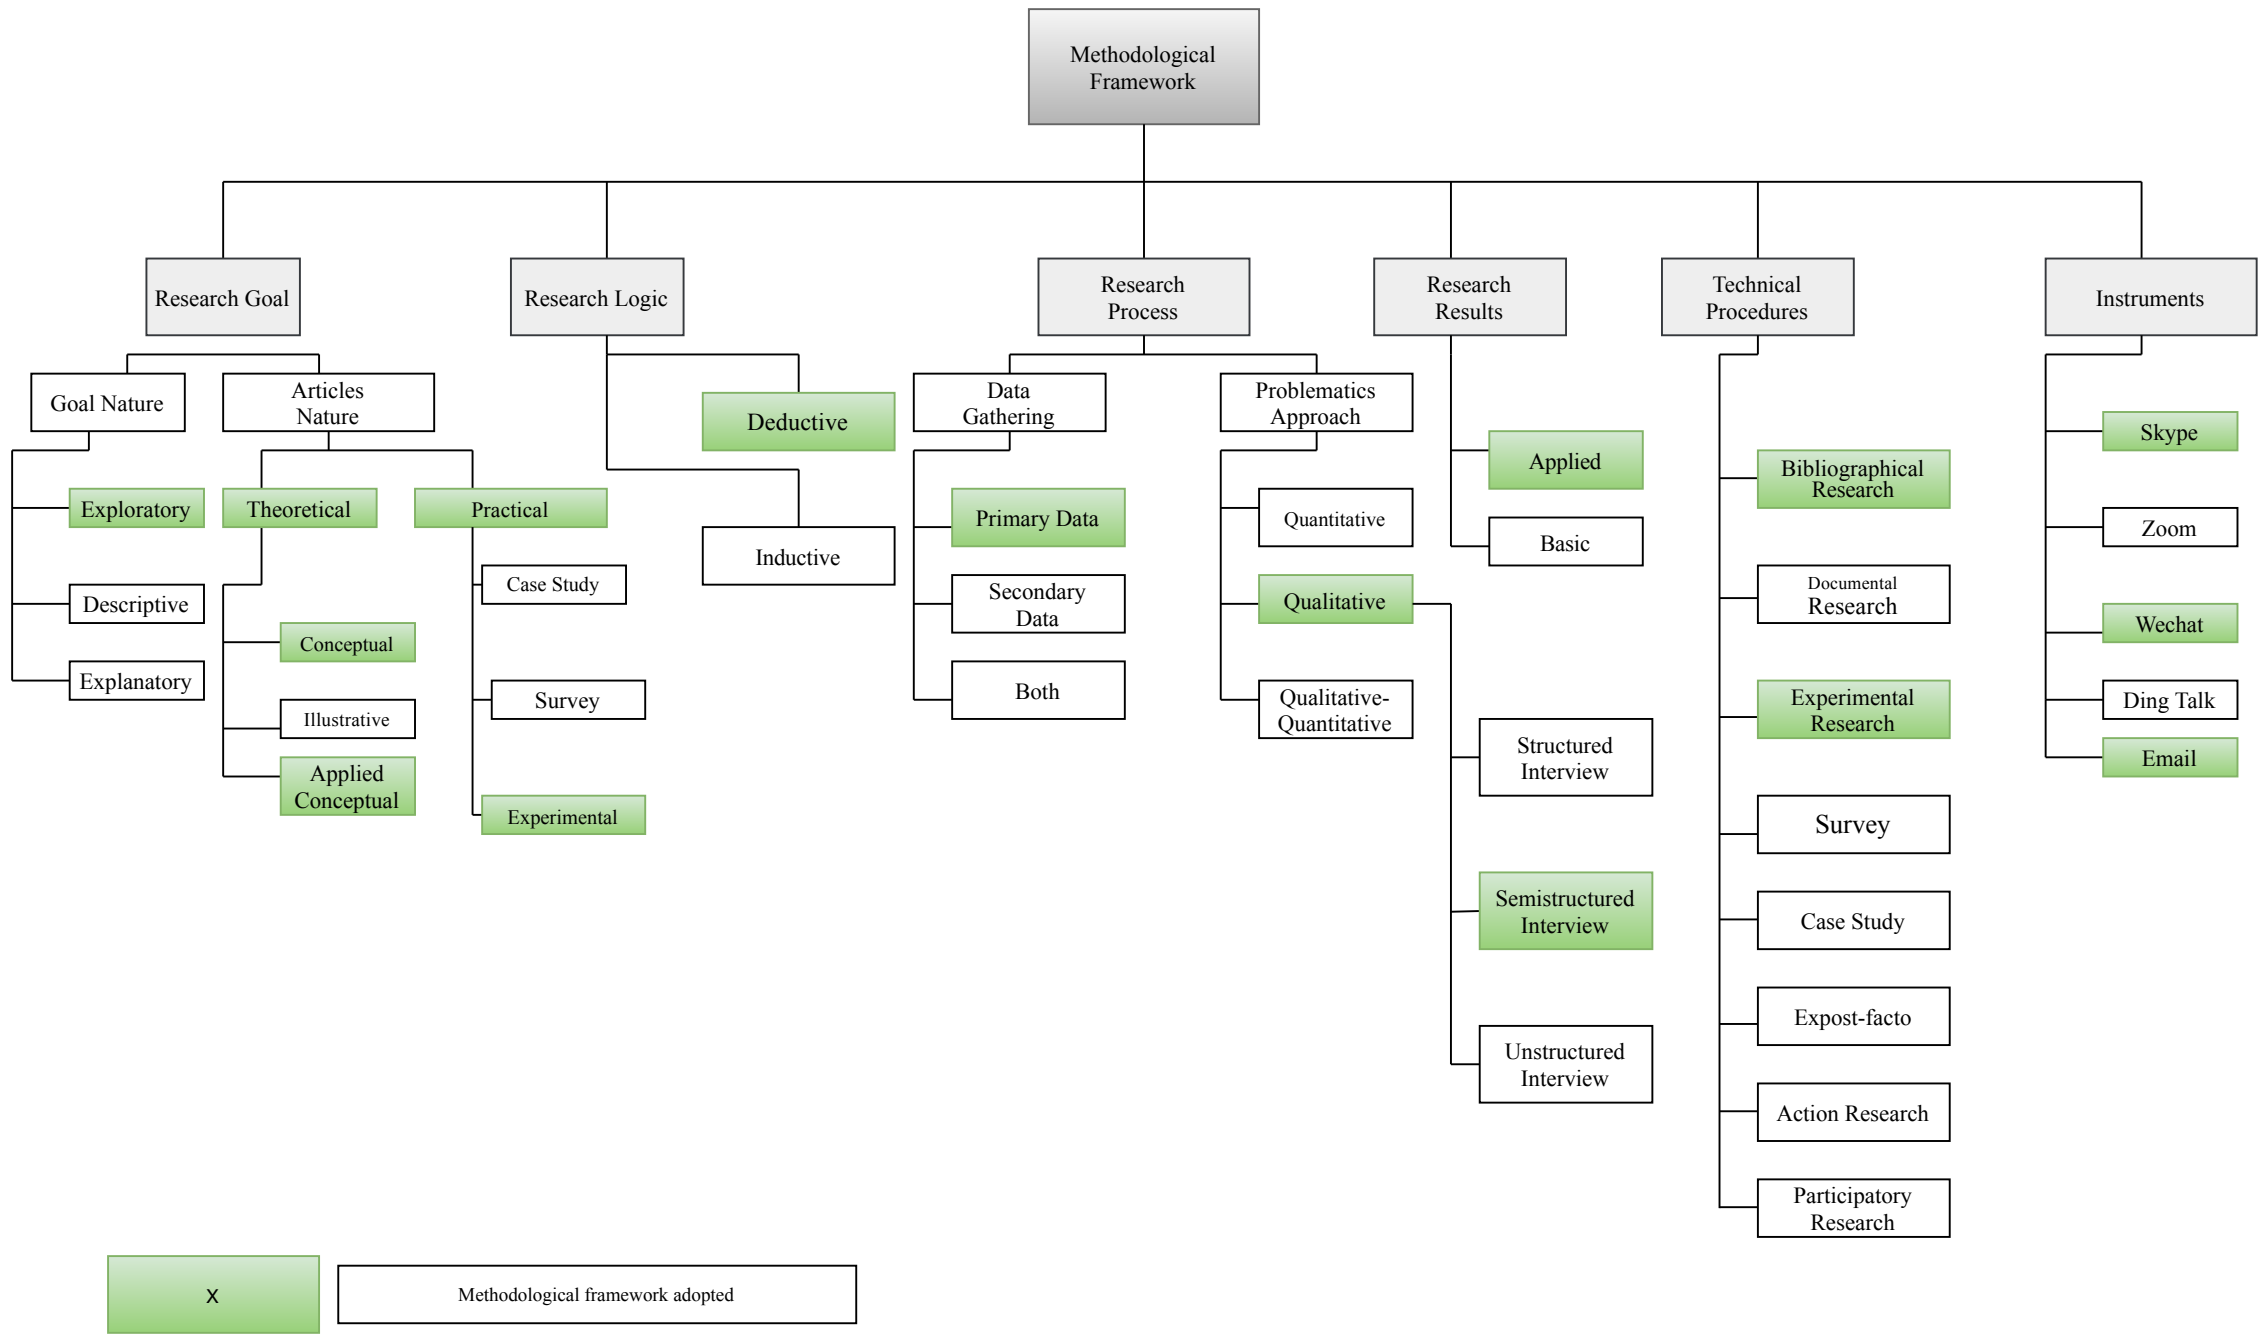 Methodological
Framework
Research Goal
Research Logic
Research
Process
Research
Results
Technical
Procedures
Instruments
Goal Nature
Articles
Nature
Exploratory
Descriptive
Explanatory
Theoretical
Conceptual
Illustrative
Applied
Conceptual
Practical
Case Study
Survey
Experimental
Deductive
Inductive
Data
Gathering
Primary Data
Secondary
Data
Both
Problematics
Approach
Quantitative
Qualitative
Qualitative-
Quantitative
Structured
Interview
Semistructured
Interview
Unstructured
Interview
Applied
Basic
Bibliographical
Research
Documental
Research
Experimental
Research
Survey
Case Study
Expost-facto
Action Research
Participatory
Research
Skype
Zoom
Wechat
Ding Talk
Email
X
Methodological framework adopted